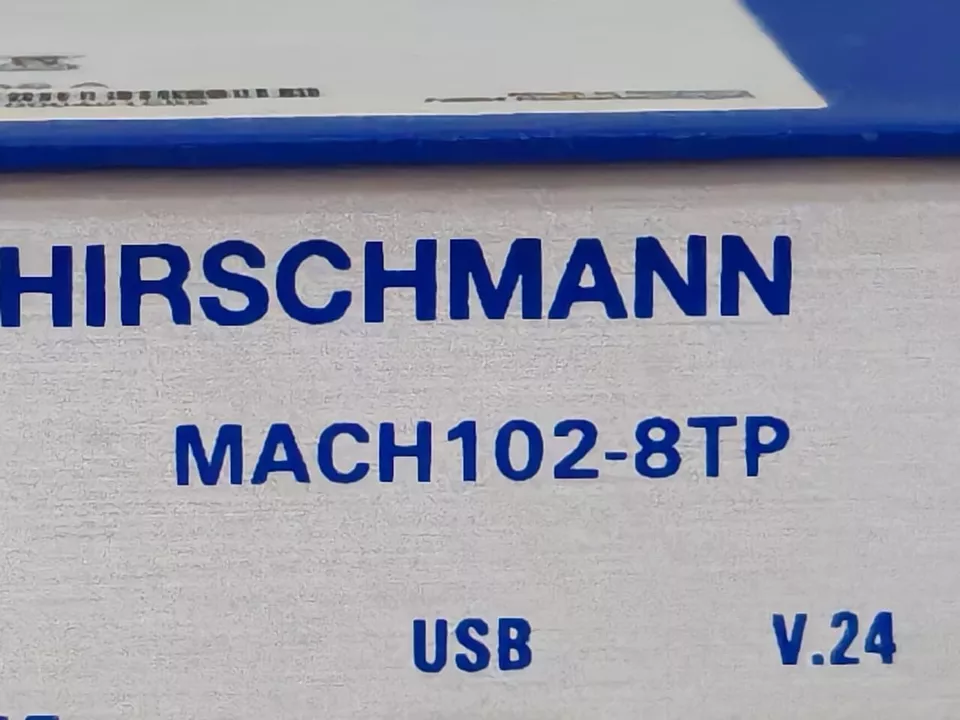 HIRSCHMANN
MACH102-8TP
USB V.24